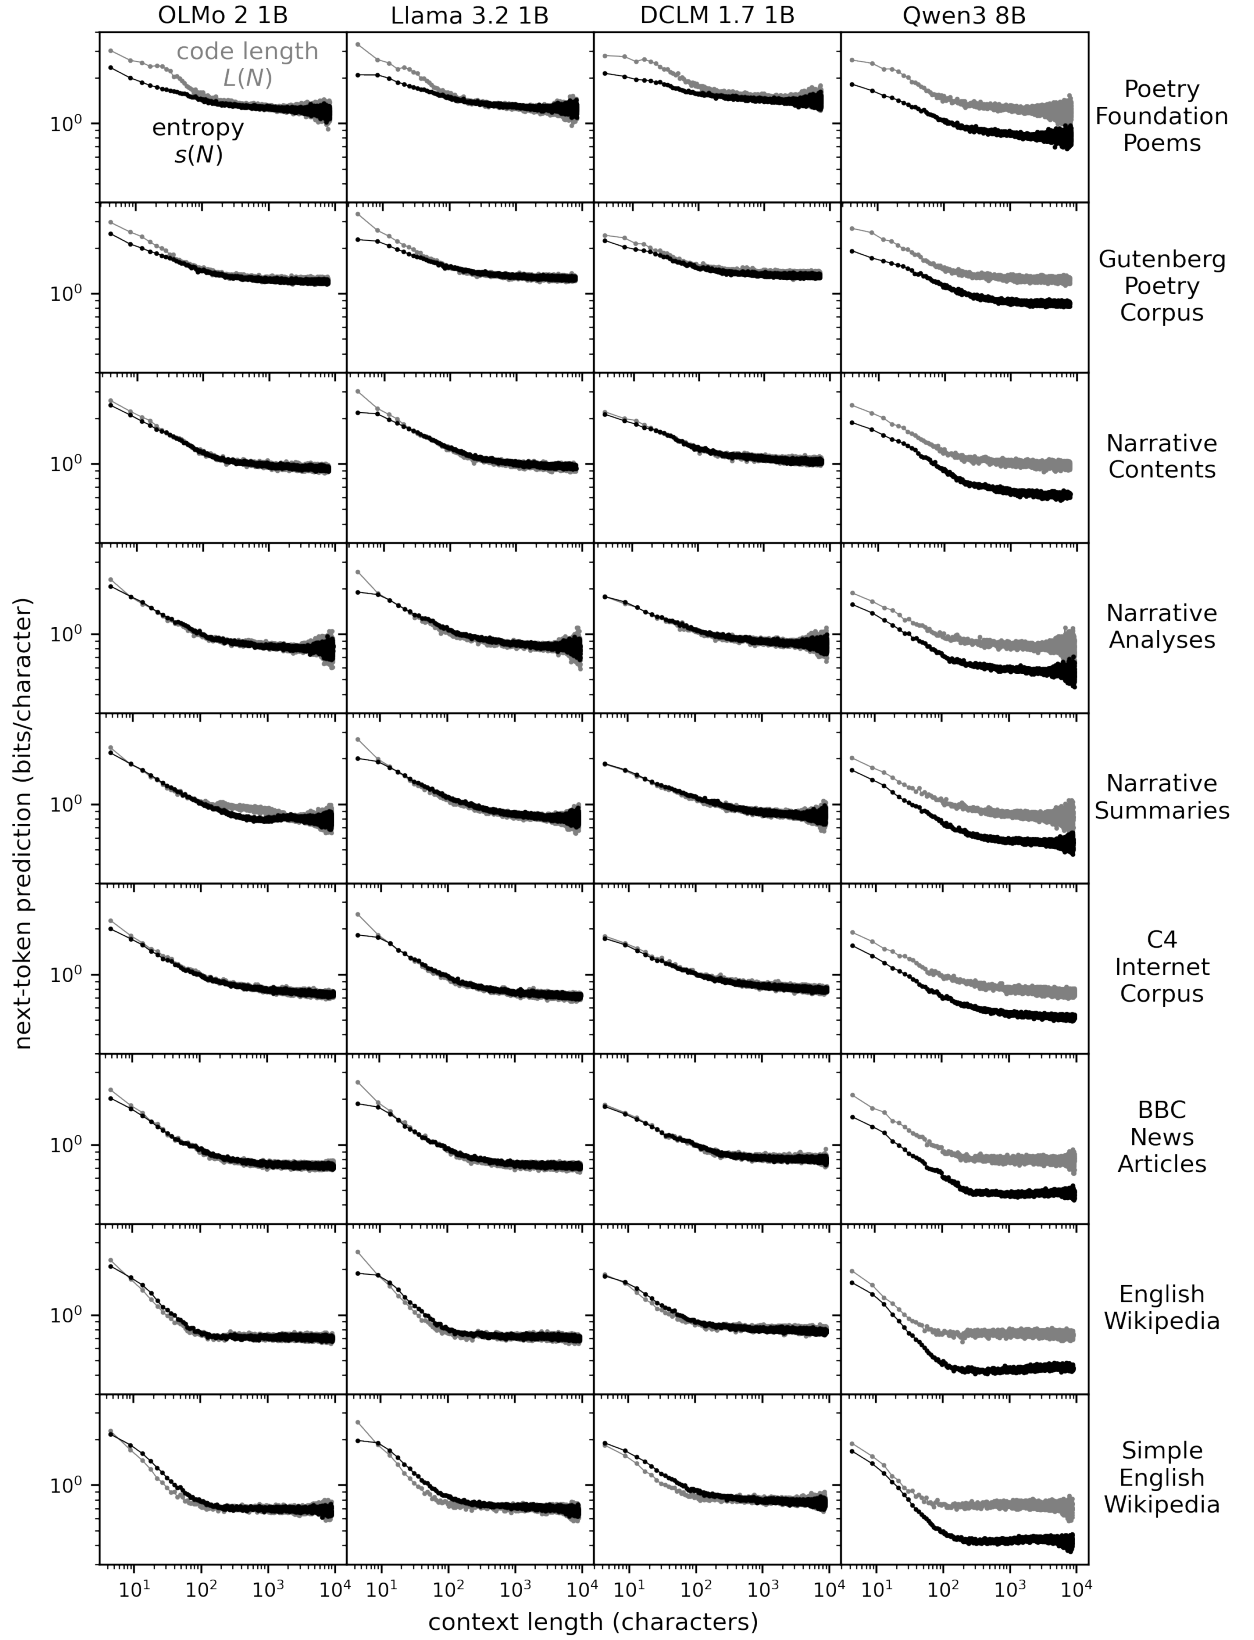 OLMo 2 1B Llama 3.2 1B DCLM 1.7 1B Qwen3 8B
code length
L(N)
entropy
s(N)
10⁰
Poetry
Foundation
Poems
10⁰
Gutenberg
Poetry
Corpus
10⁰
Narrative
Contents
10⁰
Narrative
Analyses
10⁰
Narrative
Summaries
10⁰
C4
Internet
Corpus
10⁰
BBC
News
Articles
10⁰
English
Wikipedia
10⁰
Simple
English
Wikipedia
next-token prediction (bits/character)
10¹ 10² 10³ 10⁴ 10¹ 10² 10³ 10⁴ 10¹ 10² 10³ 10⁴ 10¹ 10² 10³ 10⁴
context length (characters)